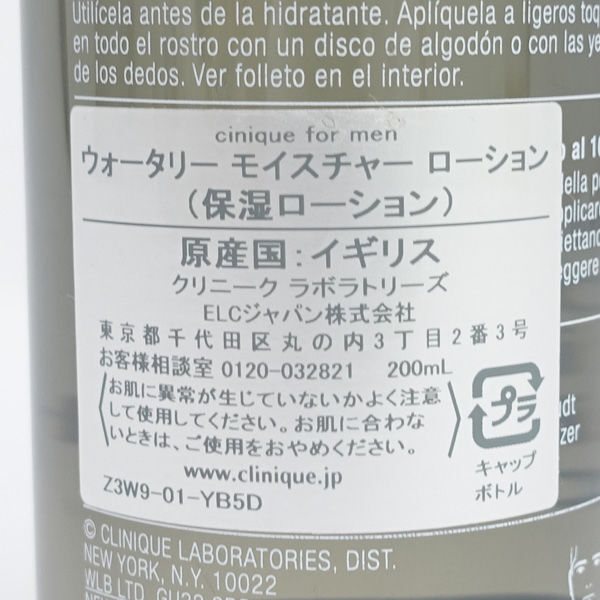 Utilícela antes de la hidratante. Aplíquela a ligeros toq
en todo el rostro con un disco de algodón o con las ye
de los dedos. Ver folleto en el interior.
cinique for men
ウォータリー モイスチャー ローション
（保湿ローション）
原産国：イギリス
クリニーク ラボラトリーズ
ELCジャパン株式会社
東京都千代田区丸の内3丁目2番3号
お客様相談室 0120-032821 200mL
お肌に異常が生じていないかよく注意
して使用してください。お肌に合わな
いときは、ご使用をおやめください。
www.clinique.jp
Z3W9-01-YB5D
プラ
キャップ
ボトル
al 10
della p
pplicare
ettand
eggere
udt
zer
© CLINIQUE LABORATORIES, DIST.
NEW YORK, N.Y. 10022
WLB LTD.